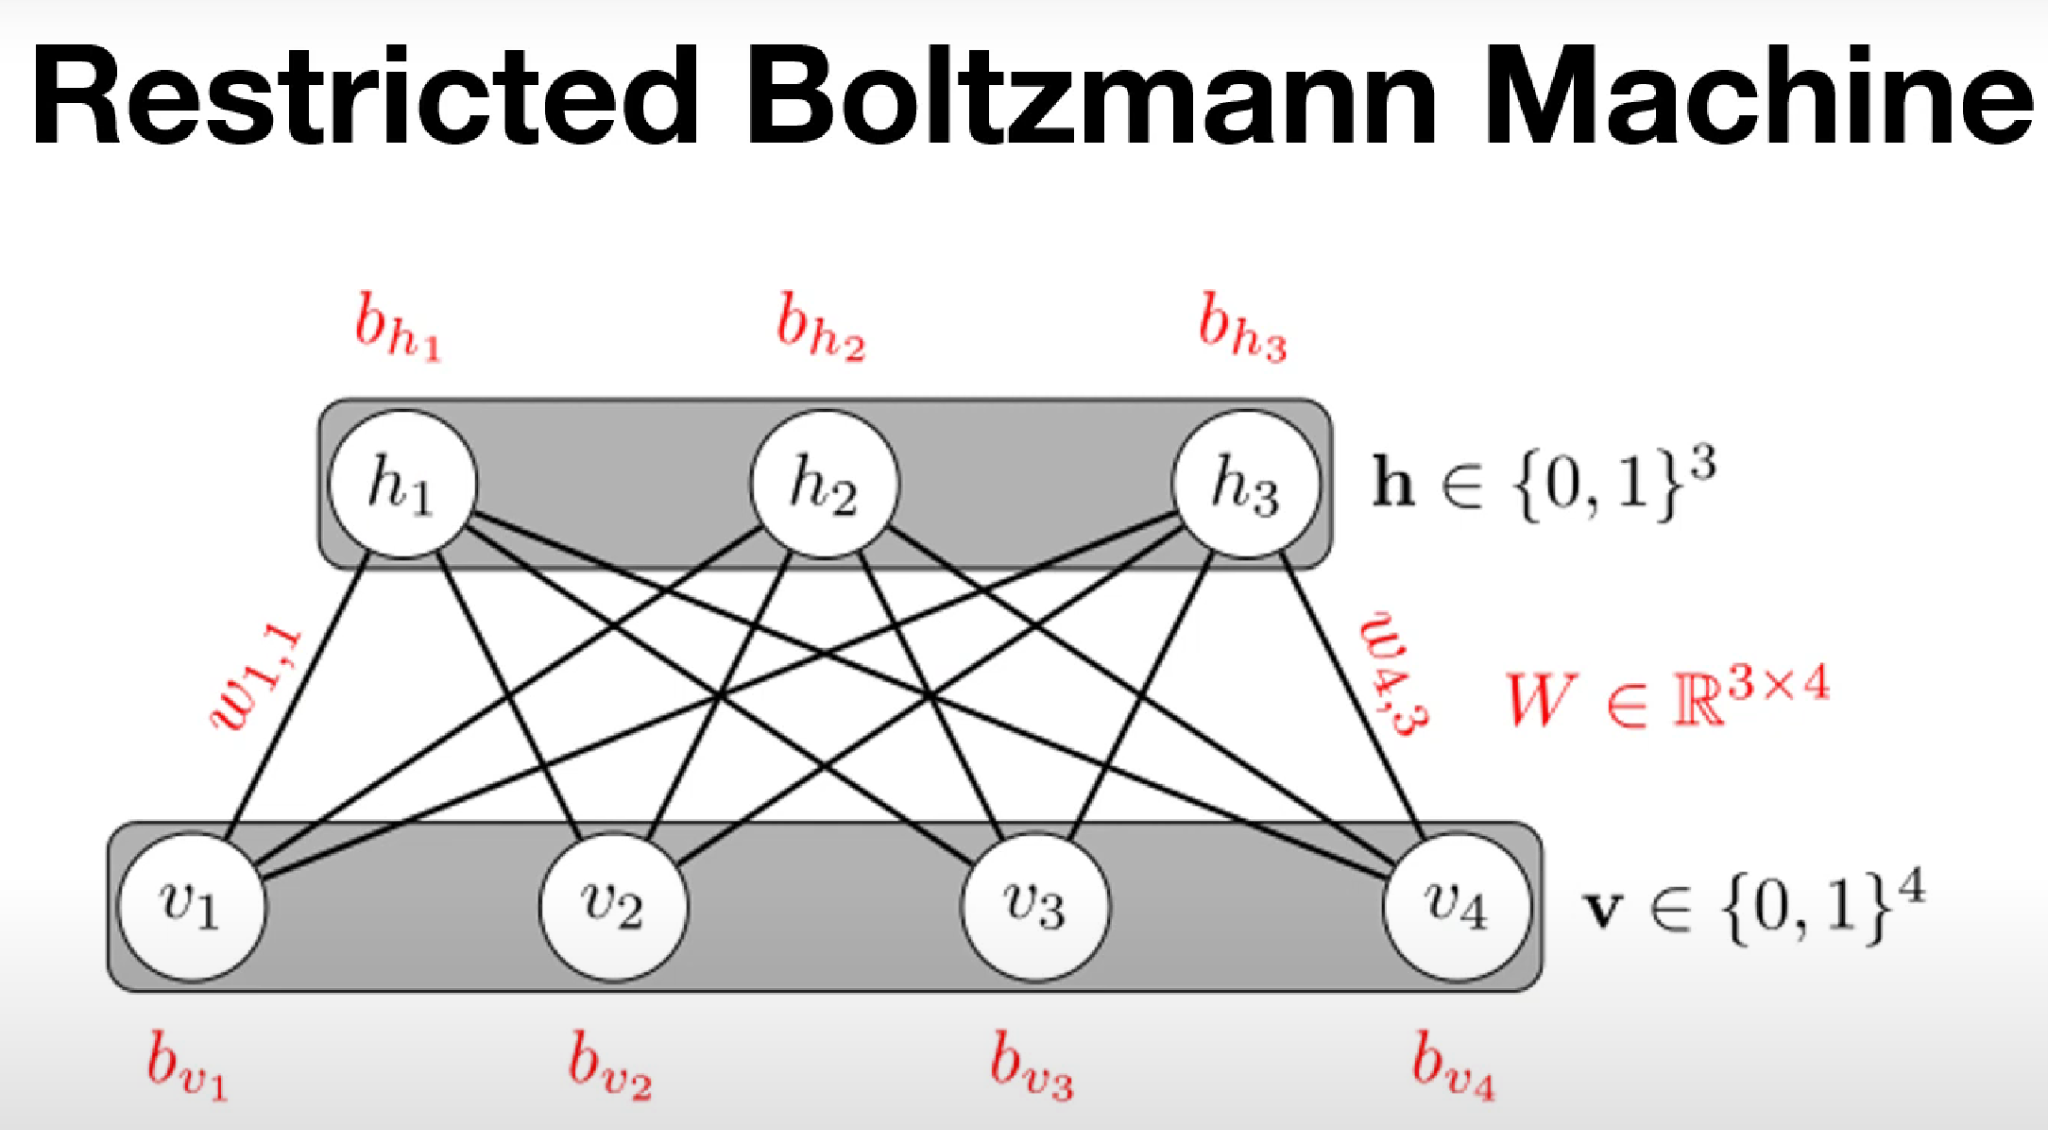 Restricted Boltzmann Machine
b_{h_1} b_{h_2} b_{h_3}
h_1 h_2 h_3 h ∈ {0, 1}^3
w_{1,1} w_{4,3} W ∈ ℝ^{3×4}
v_1 v_2 v_3 v_4 v ∈ {0, 1}^4
b_{v_1} b_{v_2} b_{v_3} b_{v_4}